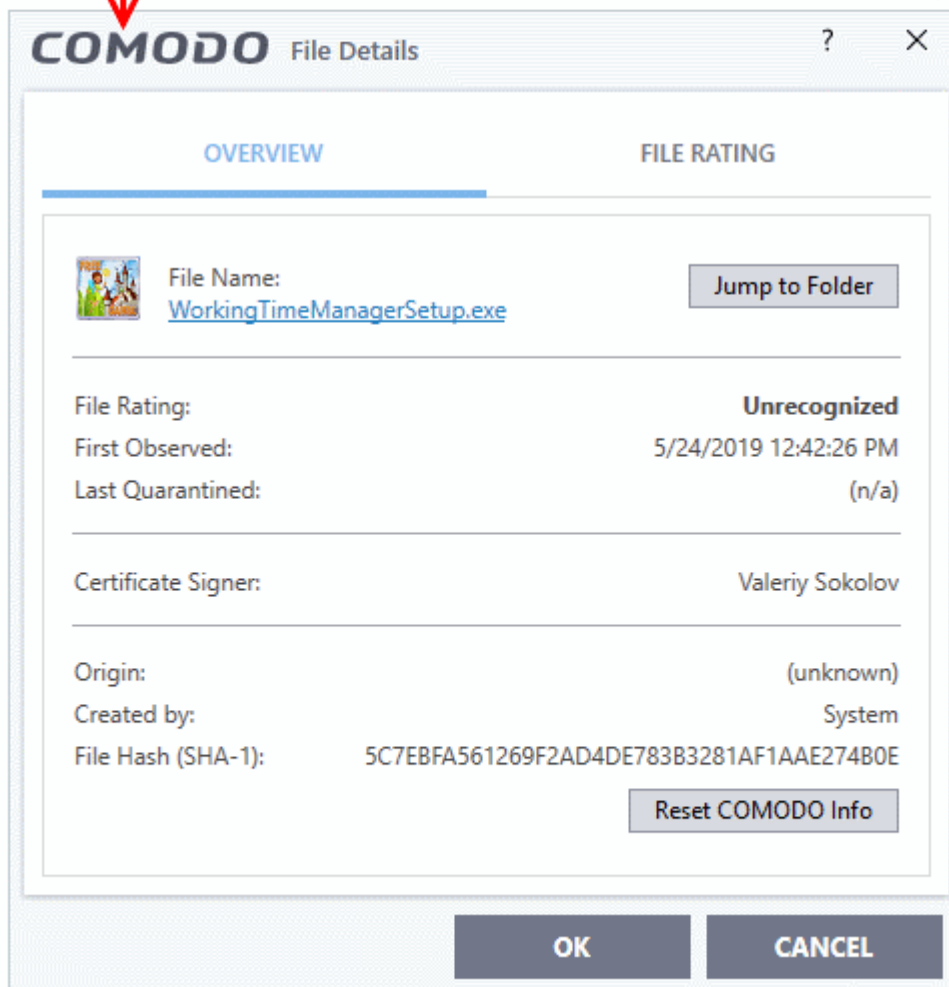 COMODO File Details ? ×
OVERVIEW FILE RATING
File Name:
WorkingTimeManagerSetup.exe
Jump to Folder
File Rating: Unrecognized
First Observed: 5/24/2019 12:42:26 PM
Last Quarantined: (n/a)
Certificate Signer: Valeriy Sokolov
Origin: (unknown)
Created by: System
File Hash (SHA-1): 5C7EBFA561269F2AD4DE783B3281AF1AAE274B0E
Reset COMODO Info
OK CANCEL